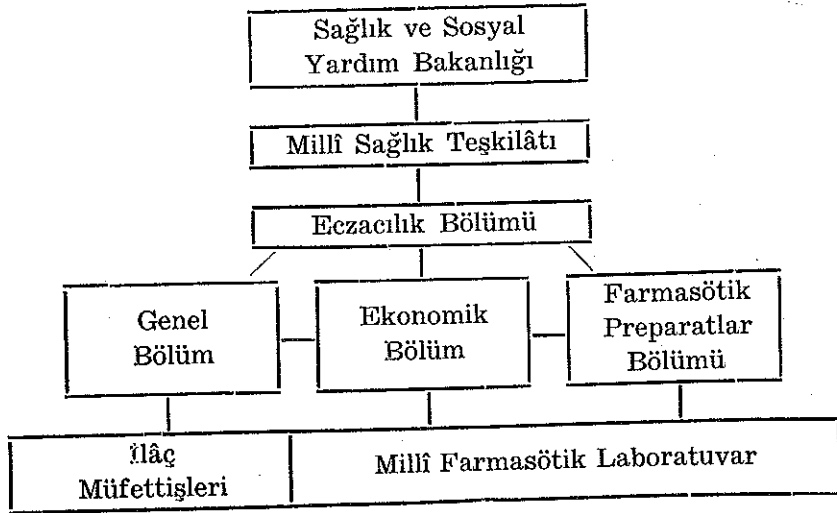 Sağlık ve Sosyal
Yardım Bakanlığı
Millî Sağlık Teşkilâtı
Eczacılık Bölümü
Genel
Bölüm
Ekonomik
Bölüm
Farmasötik
Preparatlar
Bölümü
İlâç
Müfettişleri
Millî Farmasötik Laboratuvar